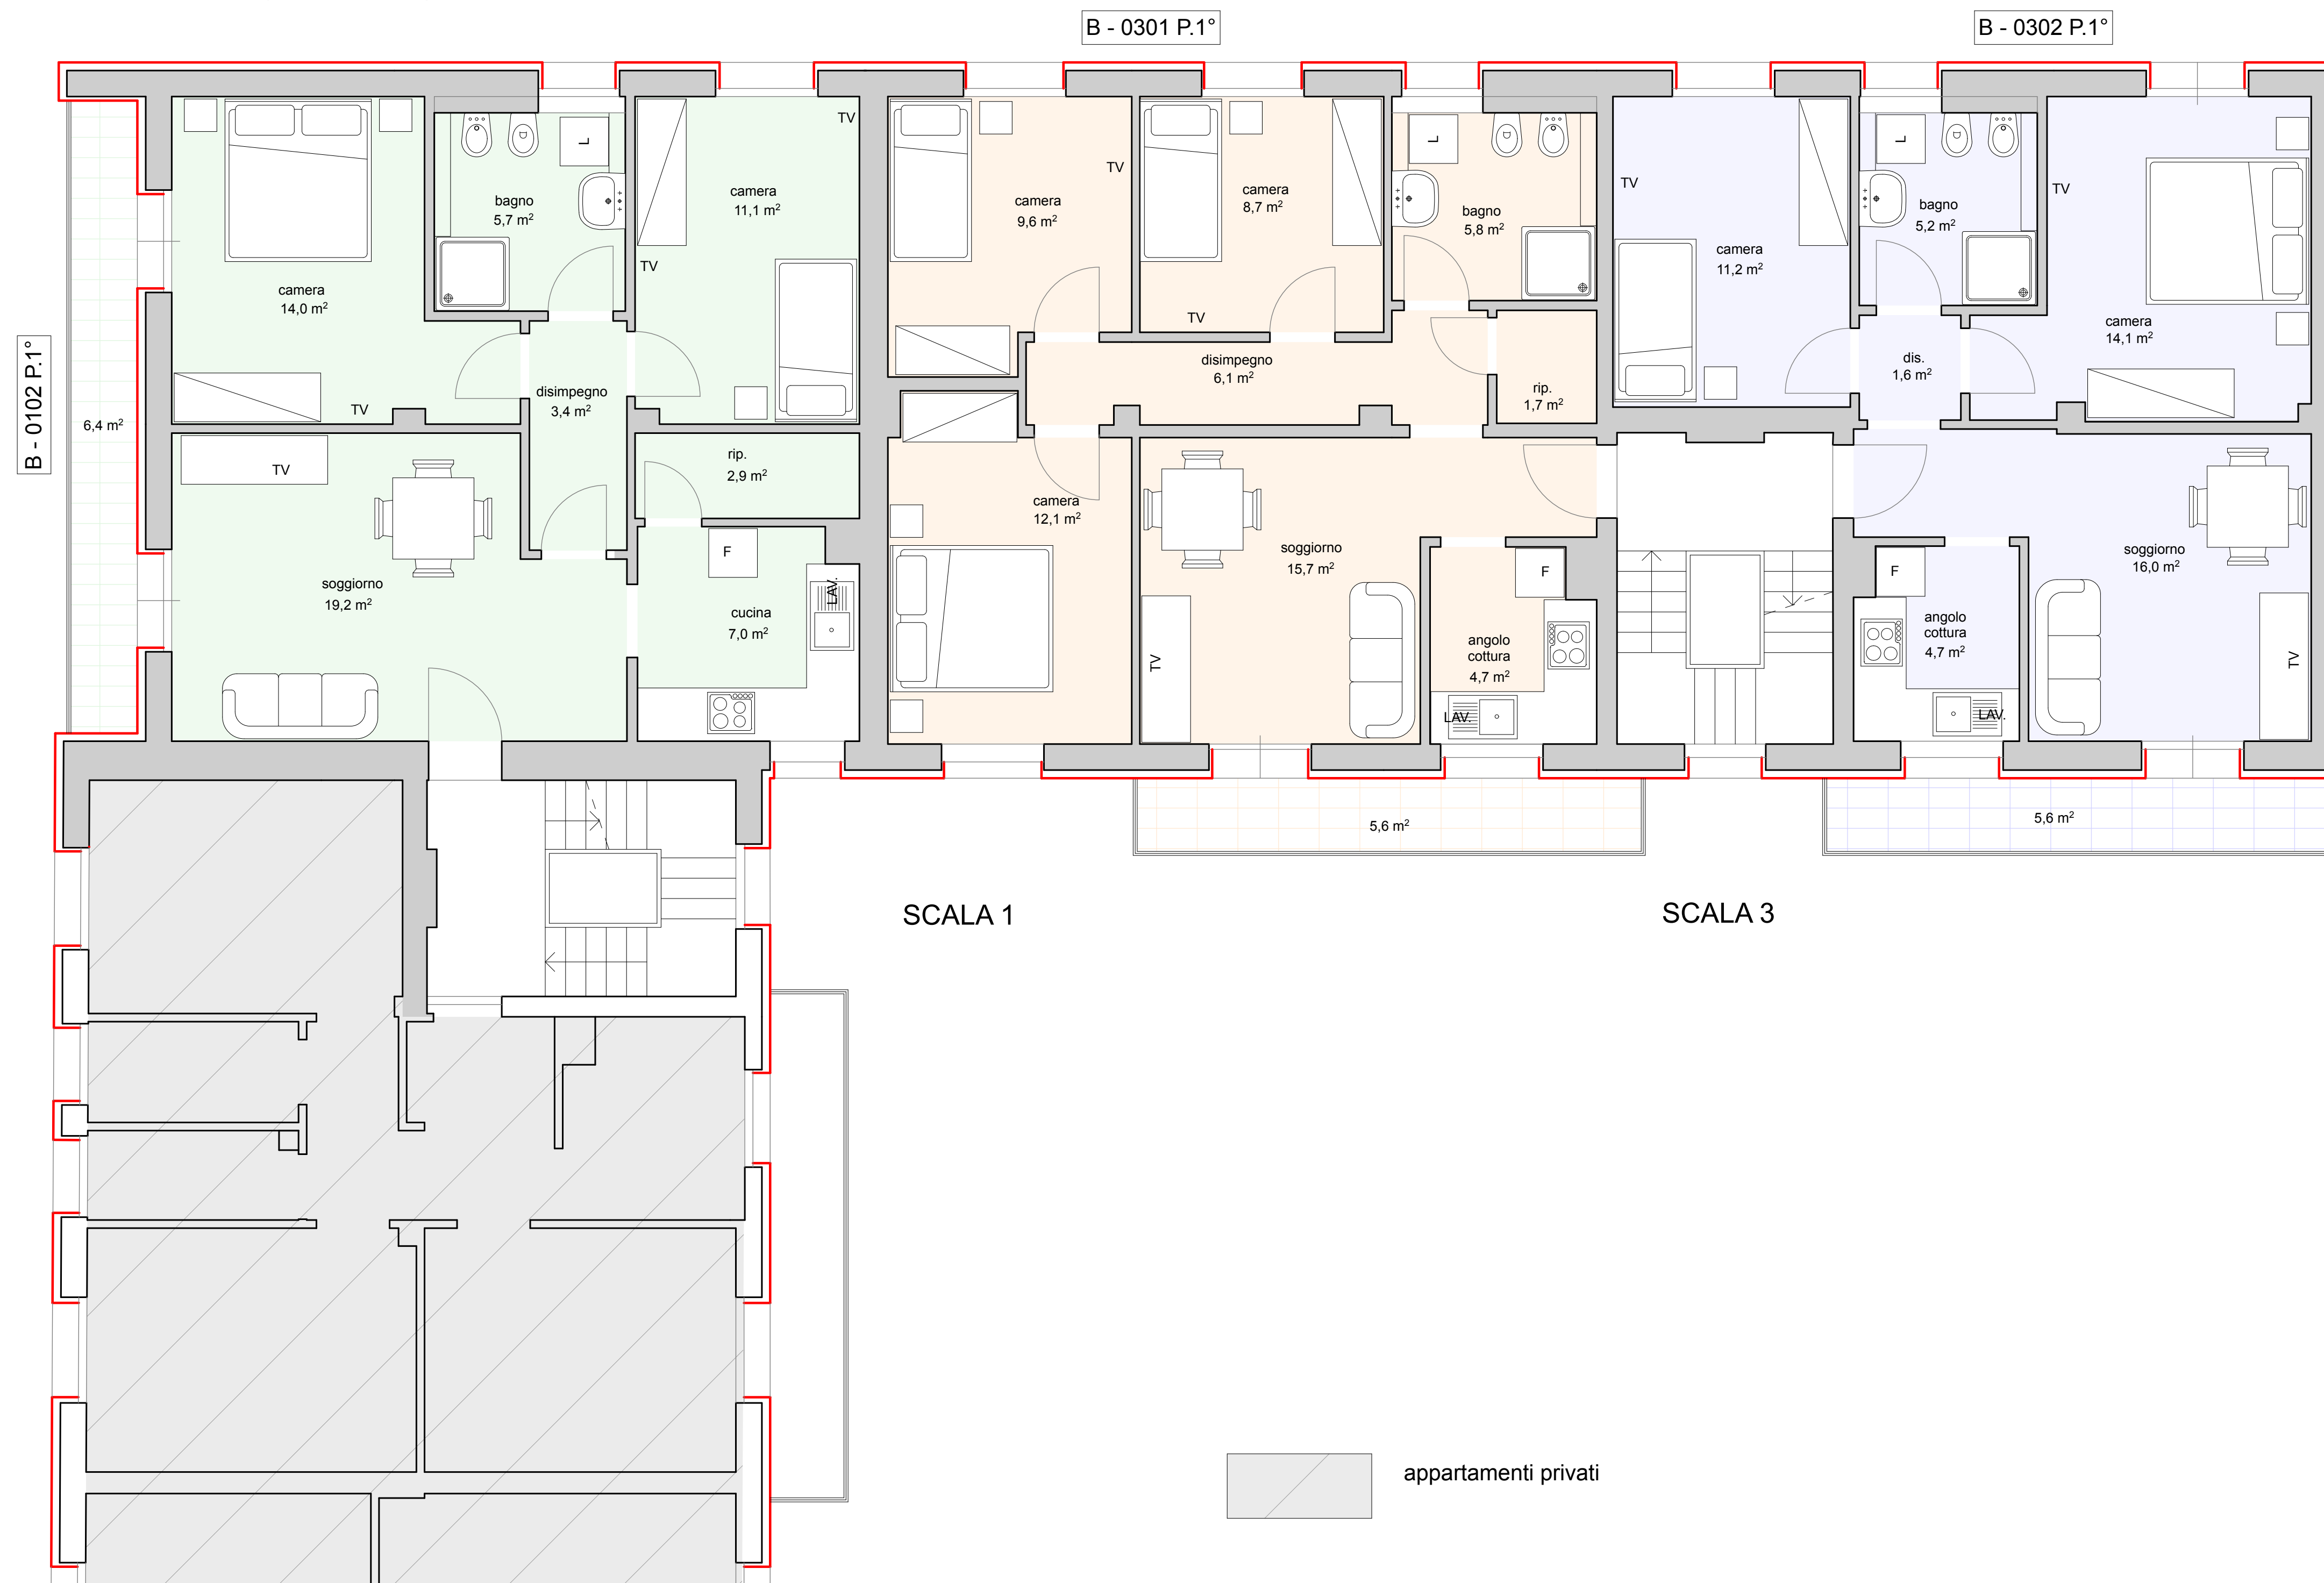 B - 0301 P.1°
B - 0302 P.1°
B - 0102 P.1°
6,4 m²
camera
14,0 m²
TV
bagno
5,7 m²
L
TV
camera
11,1 m²
TV
disimpegno
3,4 m²
rip.
2,9 m²
TV
soggiorno
19,2 m²
F
LAV.
cucina
7,0 m²
camera
9,6 m²
TV
camera
8,7 m²
TV
L
bagno
5,8 m²
disimpegno
6,1 m²
rip.
1,7 m²
camera
12,1 m²
soggiorno
15,7 m²
TV
F
angolo
cottura
4,7 m²
LAV.
5,6 m²
TV
camera
11,2 m²
L
bagno
5,2 m²
TV
camera
14,1 m²
dis.
1,6 m²
soggiorno
16,0 m²
TV
F
angolo
cottura
4,7 m²
LAV.
5,6 m²
SCALA 1
SCALA 3
appartamenti privati